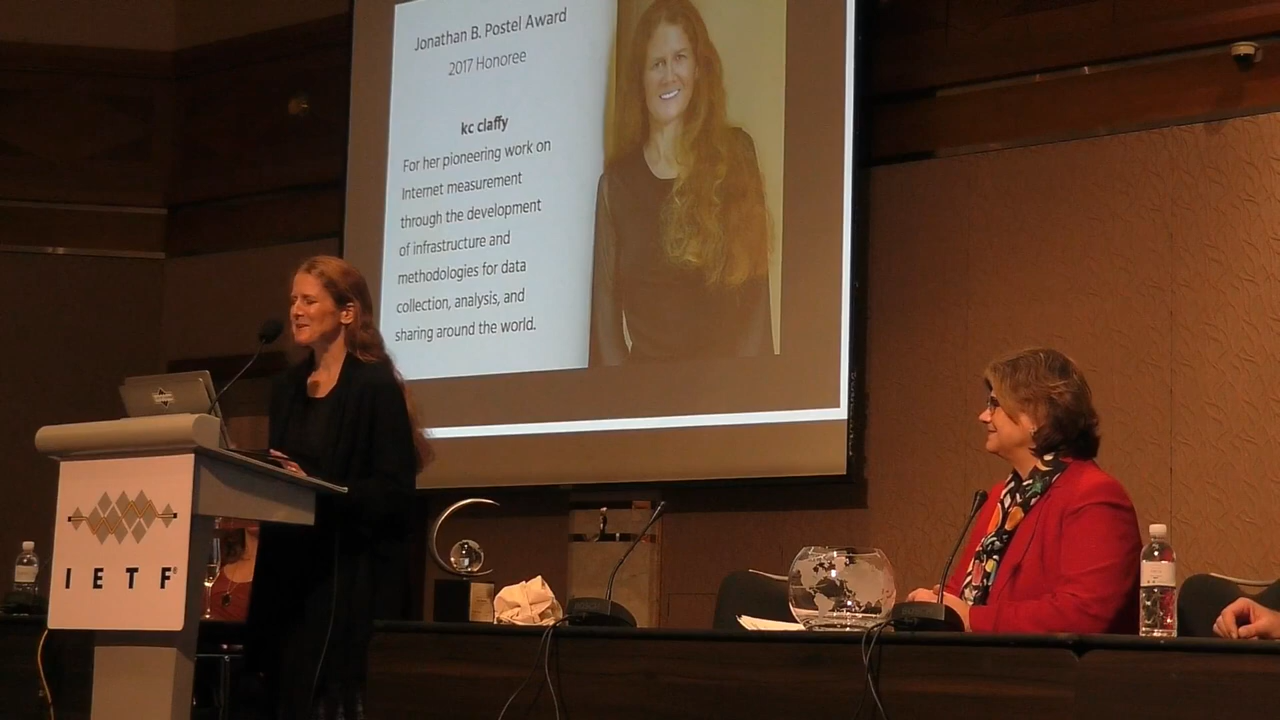 Jonathan B. Postel Award
2017 Honoree
kc claffy
For her pioneering work on
Internet measurement
through the development
of infrastructure and
methodologies for data
collection, analysis, and
sharing around the world.
IETF®